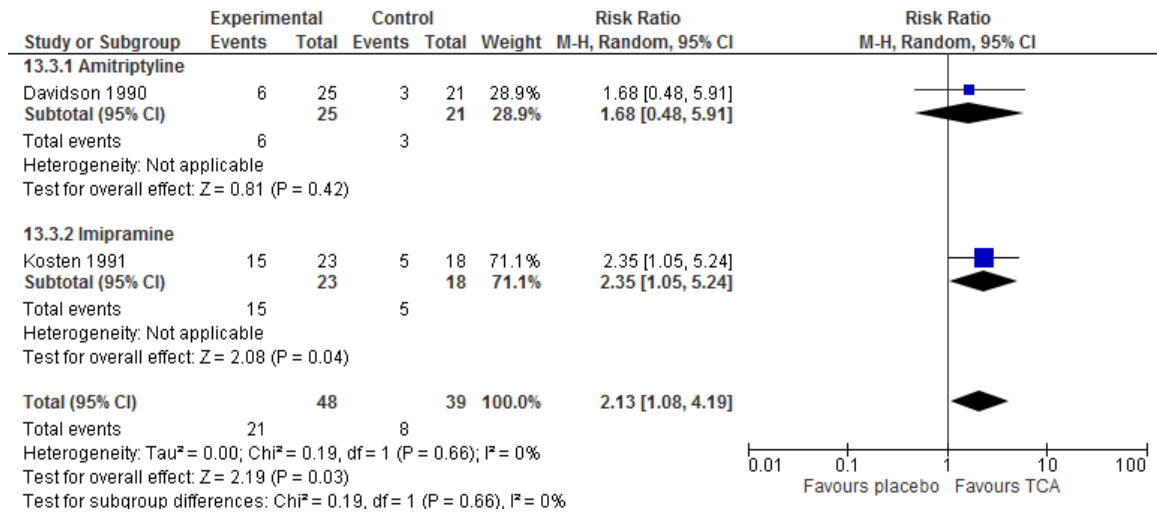 Experimental Control Risk Ratio Risk Ratio
Study or Subgroup Events Total Events Total Weight M-H, Random, 95% CI M-H, Random, 95% CI
13.3.1 Amitriptyline
Davidson 1990 6 25 3 21 28.9% 1.68 [0.48, 5.91]
Subtotal (95% CI) 25 21 28.9% 1.68 [0.48, 5.91]
Total events 6 3
Heterogeneity: Not applicable
Test for overall effect: Z = 0.81 (P = 0.42)
13.3.2 Imipramine
Kosten 1991 15 23 5 18 71.1% 2.35 [1.05, 5.24]
Subtotal (95% CI) 23 18 71.1% 2.35 [1.05, 5.24]
Total events 15 5
Heterogeneity: Not applicable
Test for overall effect: Z = 2.08 (P = 0.04)
Total (95% CI) 48 39 100.0% 2.13 [1.08, 4.19]
Total events 21 8
Heterogeneity: Tau² = 0.00; Chi² = 0.19, df = 1 (P = 0.66); I² = 0%
Test for overall effect: Z = 2.19 (P = 0.03)
Test for subgroup differences: Chi² = 0.19, df = 1 (P = 0.66), I² = 0%
0.01 0.1 1 10 100
Favours placebo Favours TCA